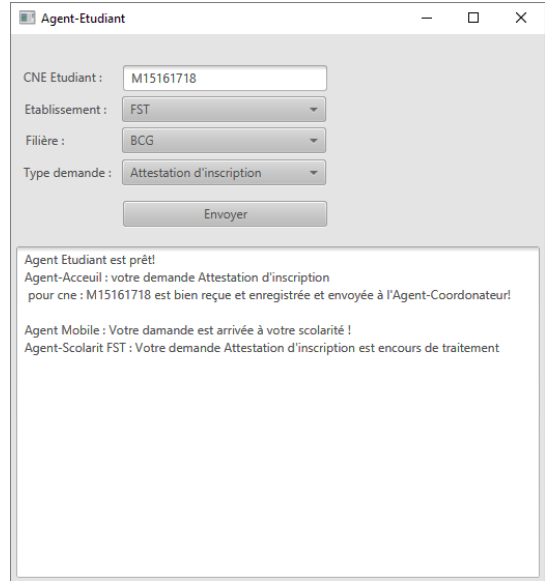 Agent-Etudiant
CNE Etudiant : M15161718
Etablissement : FST
Filière : BCG
Type demande : Attestation d'inscription
Envoyer
Agent Etudiant est prêt!
Agent-Acceuil : votre demande Attestation d'inscription
pour cne : M15161718 est bien reçue et enregistrée et envoyée à l'Agent-Coordonateur!
Agent Mobile : Votre damande est arrivée à votre scolarité !
Agent-Scolarit FST : Votre demande Attestation d'inscription est encours de traitement